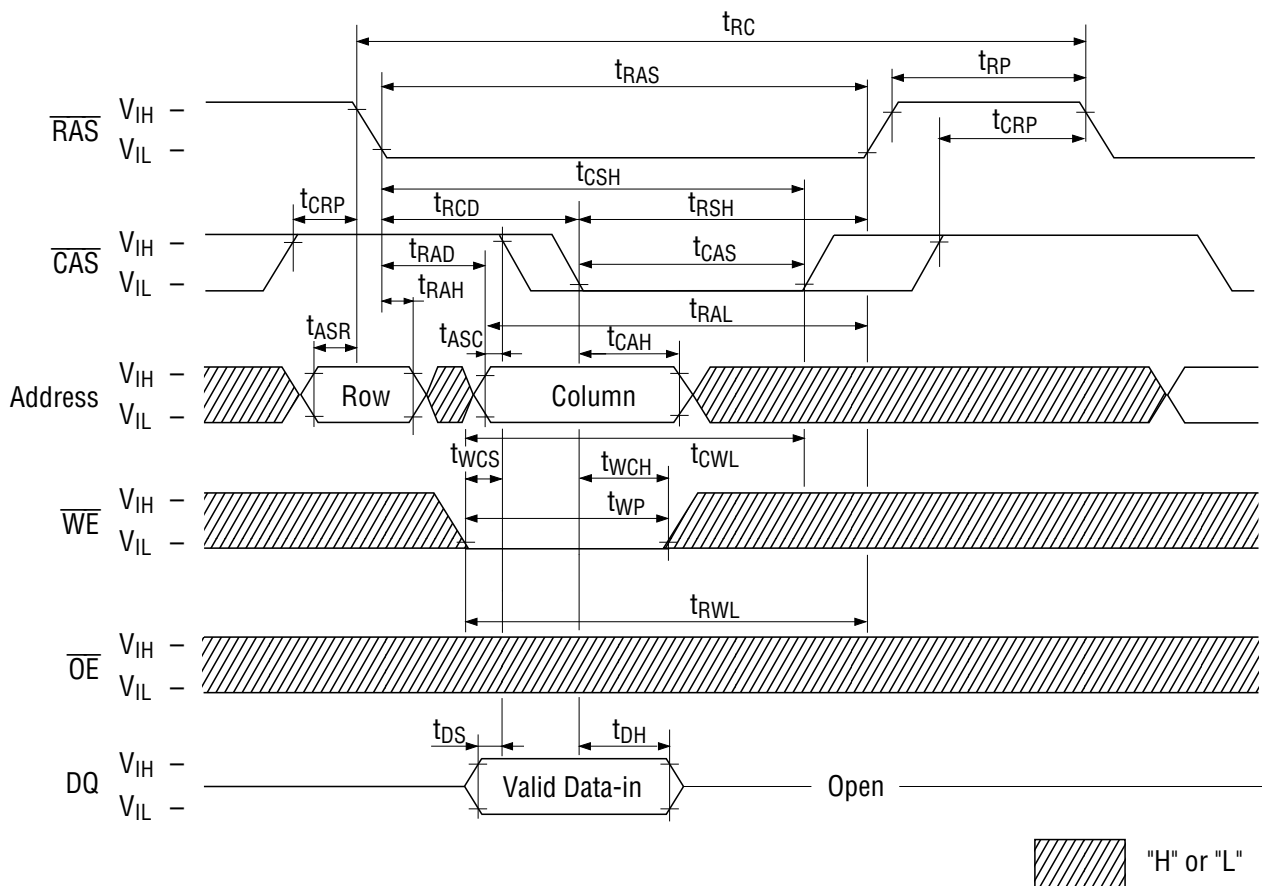 tRC
tRAS
tRP
RAS
VIH –
VIL –
tCRP
tCSH
tCRP
tRCD
tRSH
CAS
VIH –
VIL –
tRAD
tCAS
tRAH
tRAL
tASR
tASC
tCAH
Address
VIH –
VIL –
Row
Column
tWCS
tCWL
tWCH
WE
VIH –
VIL –
tWP
tRWL
OE
VIH –
VIL –
tDS
tDH
DQ
VIH –
VIL –
Valid Data-in
Open
"H" or "L"